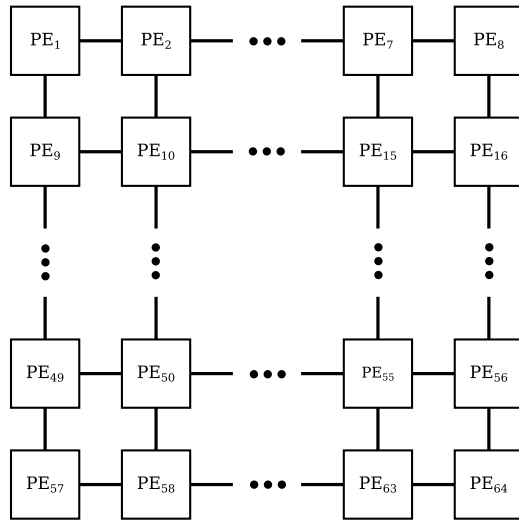 PE₁ PE₂ ••• PE₇ PE₈
PE₉ PE₁₀ ••• PE₁₅ PE₁₆
PE₄₉ PE₅₀ ••• PE₅₅ PE₅₆
PE₅₇ PE₅₈ ••• PE₆₃ PE₆₄